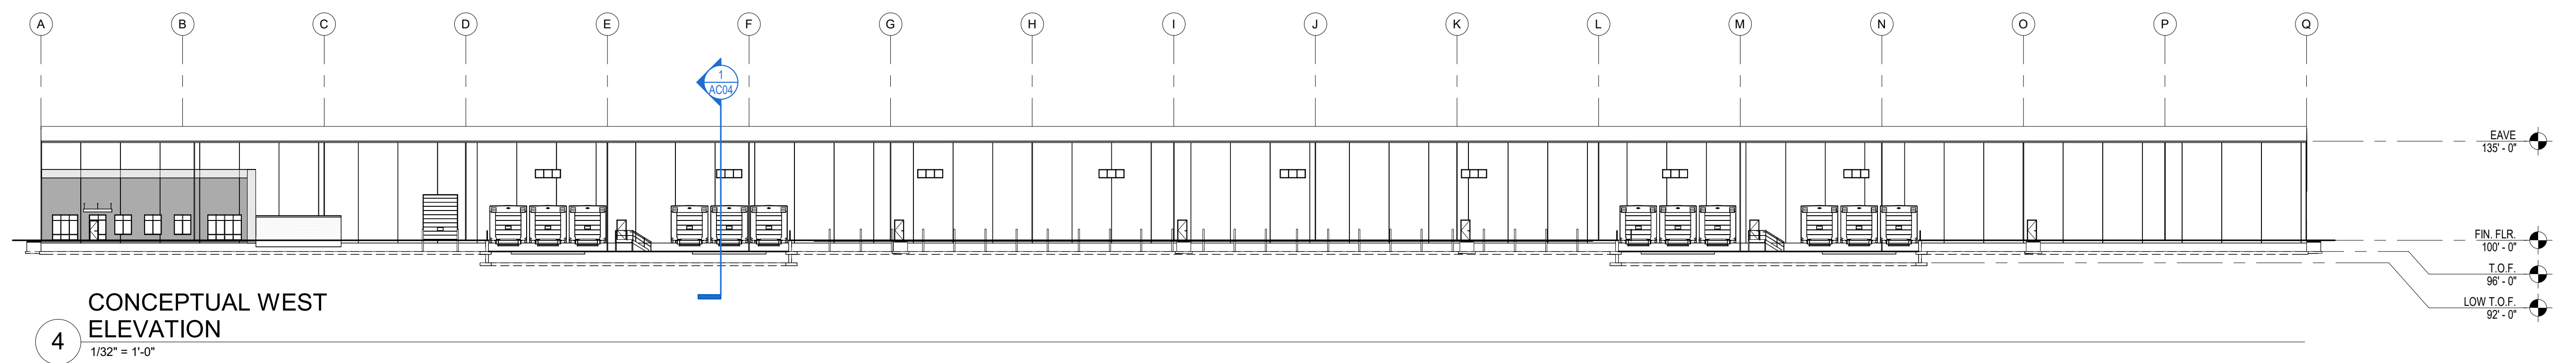 A B C D E F G H I J K L M N O P Q
1
AC04
EAVE
135' - 0"
FIN. FLR.
100' - 0"
T.O.F.
96' - 0"
LOW T.O.F.
92' - 0"
CONCEPTUAL WEST
ELEVATION
4
1/32" = 1'-0"